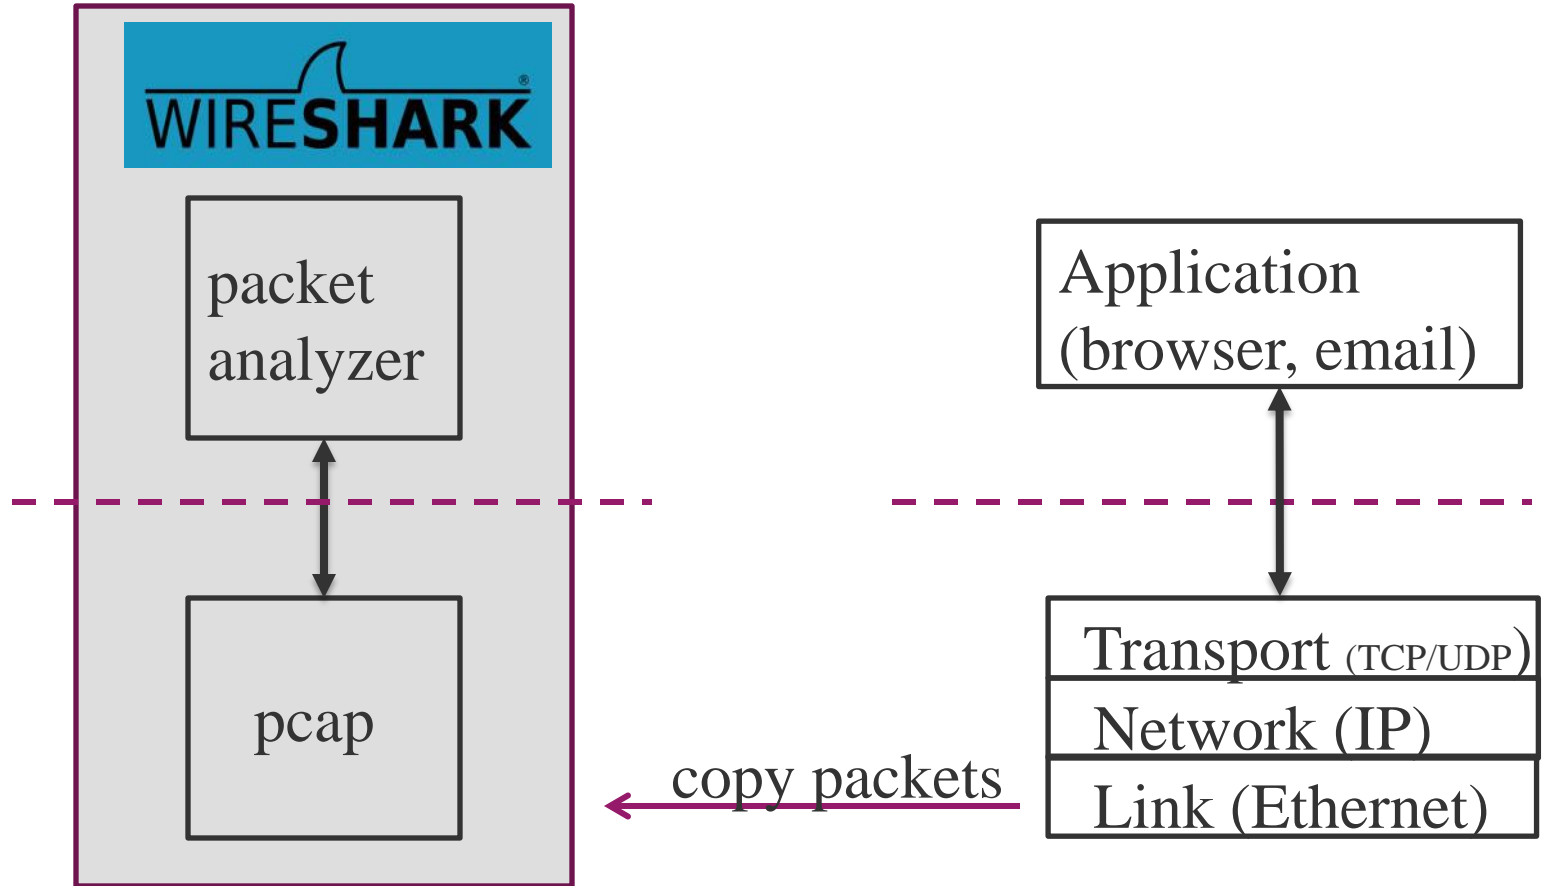 WIRESHARK®
packet
analyzer
pcap
copy packets
Application
(browser, email)
Transport (TCP/UDP)
Network (IP)
Link (Ethernet)